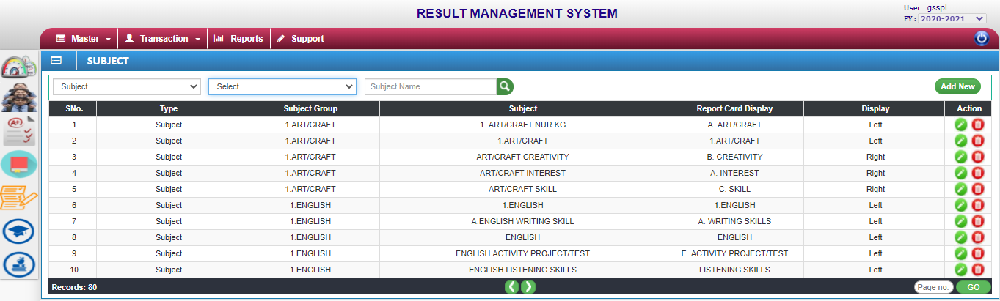 RESULT MANAGEMENT SYSTEM
User : gsspl
FY : 2020-2021
Master Transaction Reports Support
SUBJECT
Subject Select Subject Name Add New
SNo. Type Subject Group Subject Report Card Display Display Action
1 Subject 1.ART/CRAFT 1. ART/CRAFT NUR KG A. ART/CRAFT Left
2 Subject 1.ART/CRAFT 1.ART/CRAFT 1.ART/CRAFT Left
3 Subject 1.ART/CRAFT ART/CRAFT CREATIVITY B. CREATIVITY Right
4 Subject 1.ART/CRAFT ART/CRAFT INTEREST A. INTEREST Right
5 Subject 1.ART/CRAFT ART/CRAFT SKILL C. SKILL Right
6 Subject 1.ENGLISH 1.ENGLISH 1.ENGLISH Left
7 Subject 1.ENGLISH A.ENGLISH WRITING SKILL A. WRITING SKILLS Left
8 Subject 1.ENGLISH ENGLISH ENGLISH Left
9 Subject 1.ENGLISH ENGLISH ACTIVITY PROJECT/TEST E. ACTIVITY PROJECT/TEST Left
10 Subject 1.ENGLISH ENGLISH LISTENING SKILLS LISTENING SKILLS Left
Records: 80 Page no. GO
A+